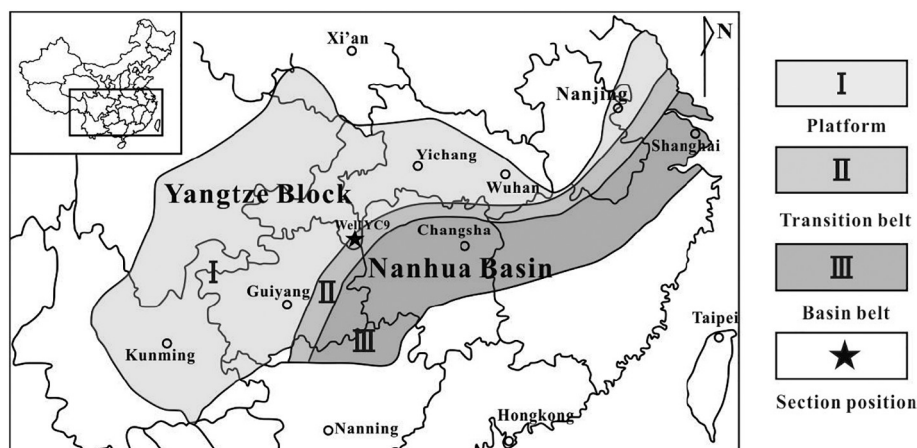 Xi'an
N
Nanjing
Shanghai
Yichang
Wuhan
Yangtze Block
Well YC9
Changsha
Nanhua Basin
I
Guiyang
II
III
Kunming
Taipei
Nanning
Hongkong
I
Platform
II
Transition belt
III
Basin belt
Section position